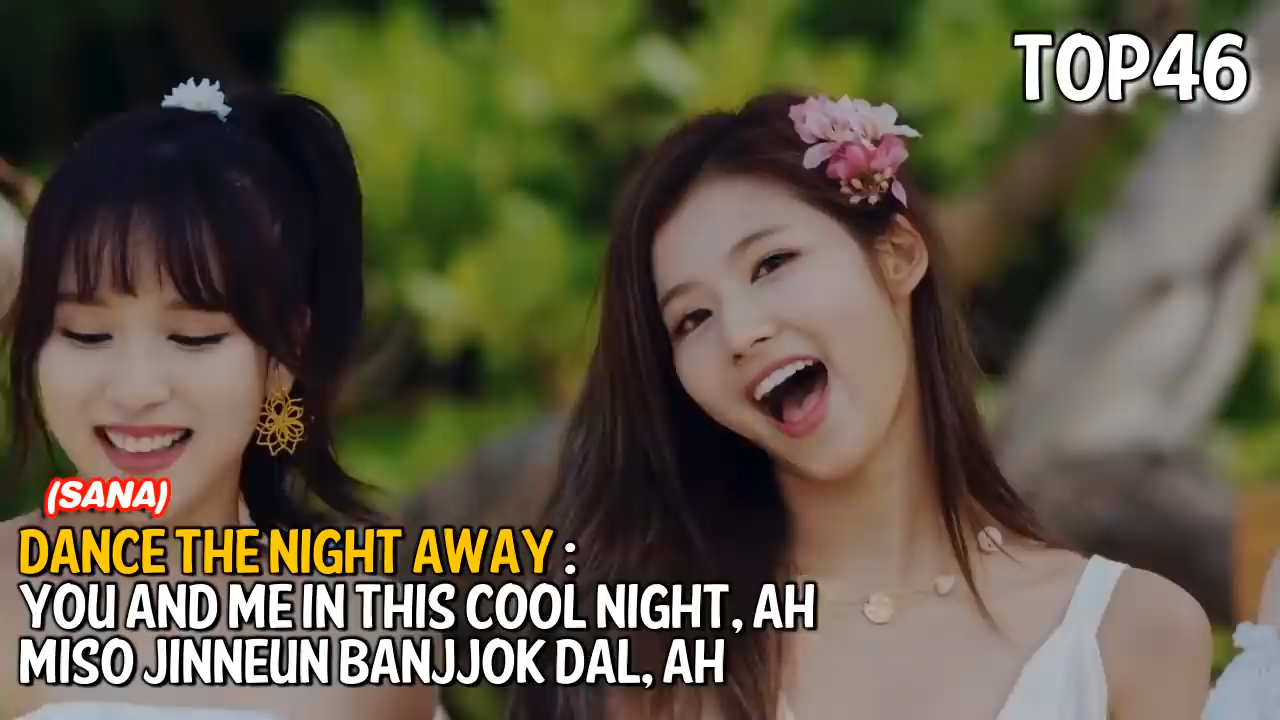 TOP46
(SANA)
DANCE THE NIGHT AWAY :
YOU AND ME IN THIS COOL NIGHT, AH
MISO JINNEUN BANJJOK DAL, AH